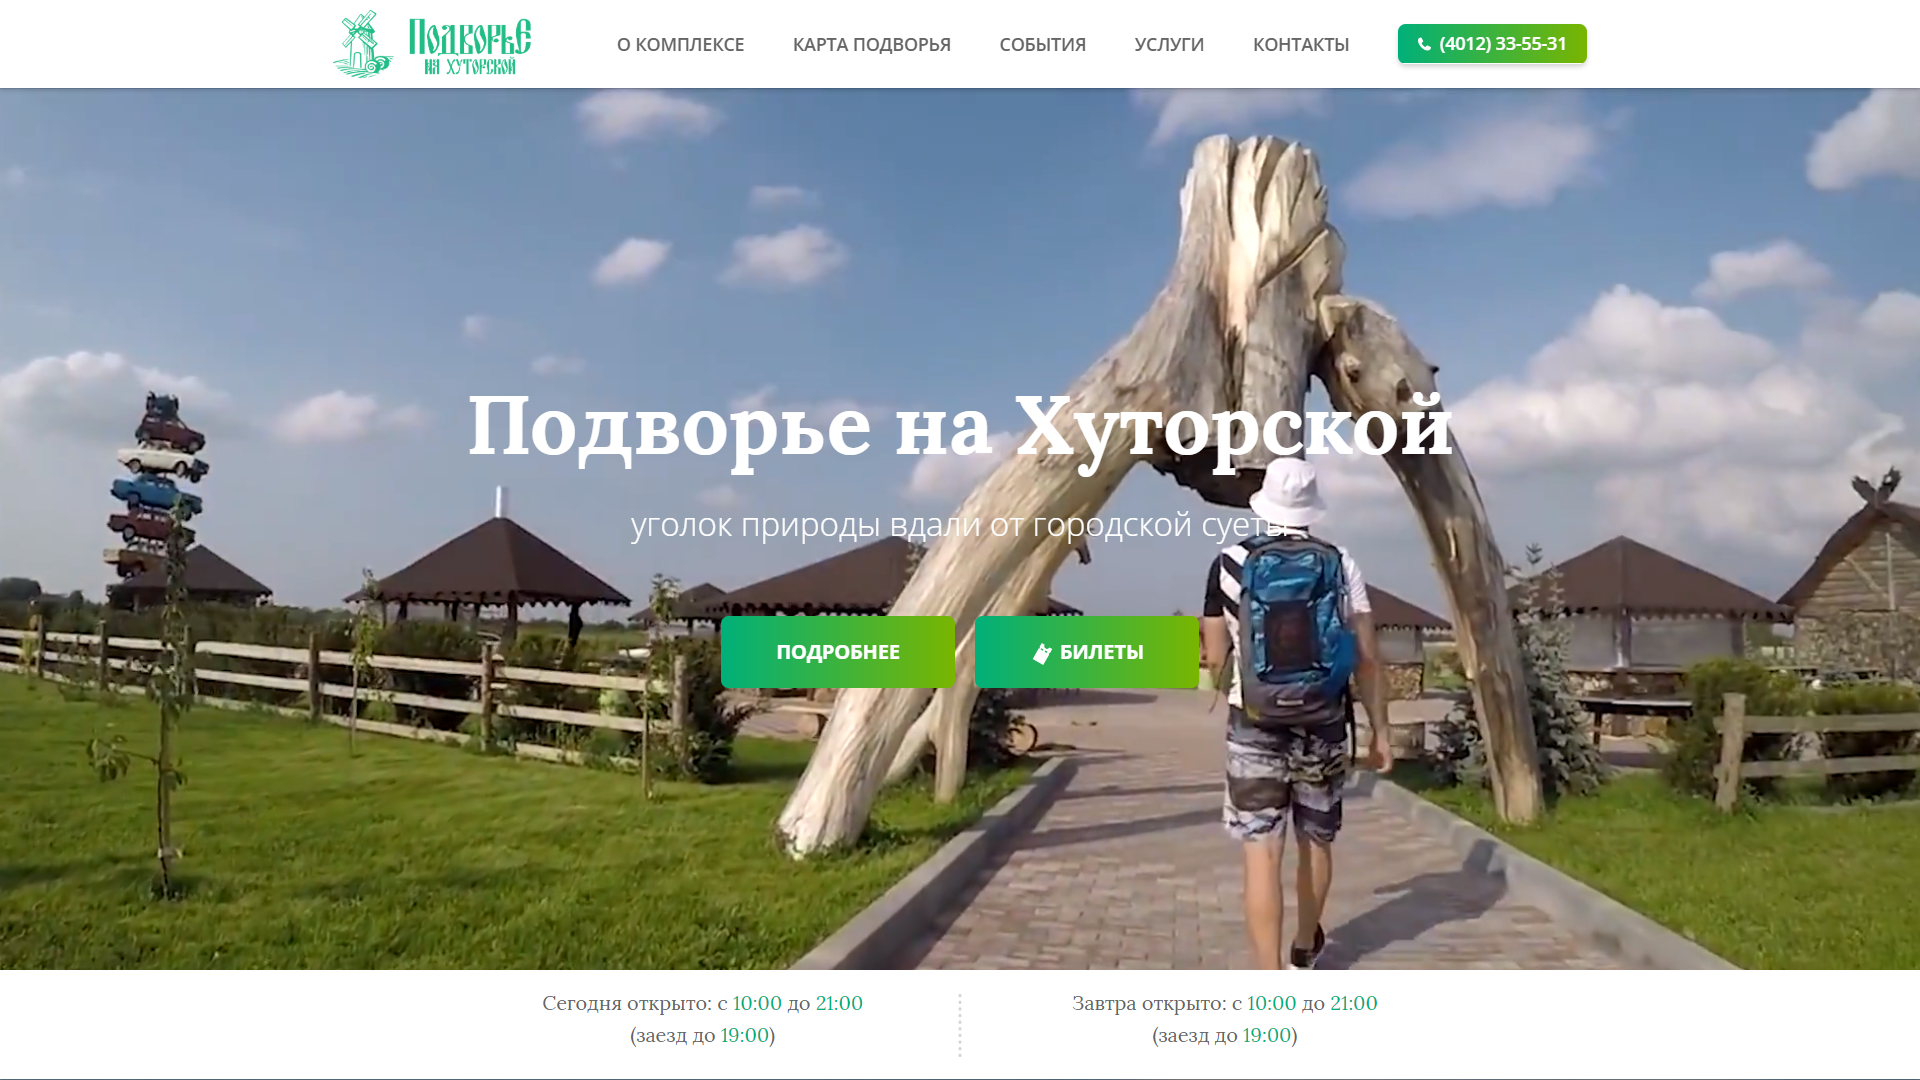 Подворье
на хуторской
О КОМПЛЕКСЕ
КАРТА ПОДВОРЬЯ
СОБЫТИЯ
УСЛУГИ
КОНТАКТЫ
(4012) 33-55-31
Подворье на Хуторской
уголок природы вдали от городской суеты
ПОДРОБНЕЕ
БИЛЕТЫ
Сегодня открыто: с 10:00 до 21:00
(заезд до 19:00)
Завтра открыто: с 10:00 до 21:00
(заезд до 19:00)